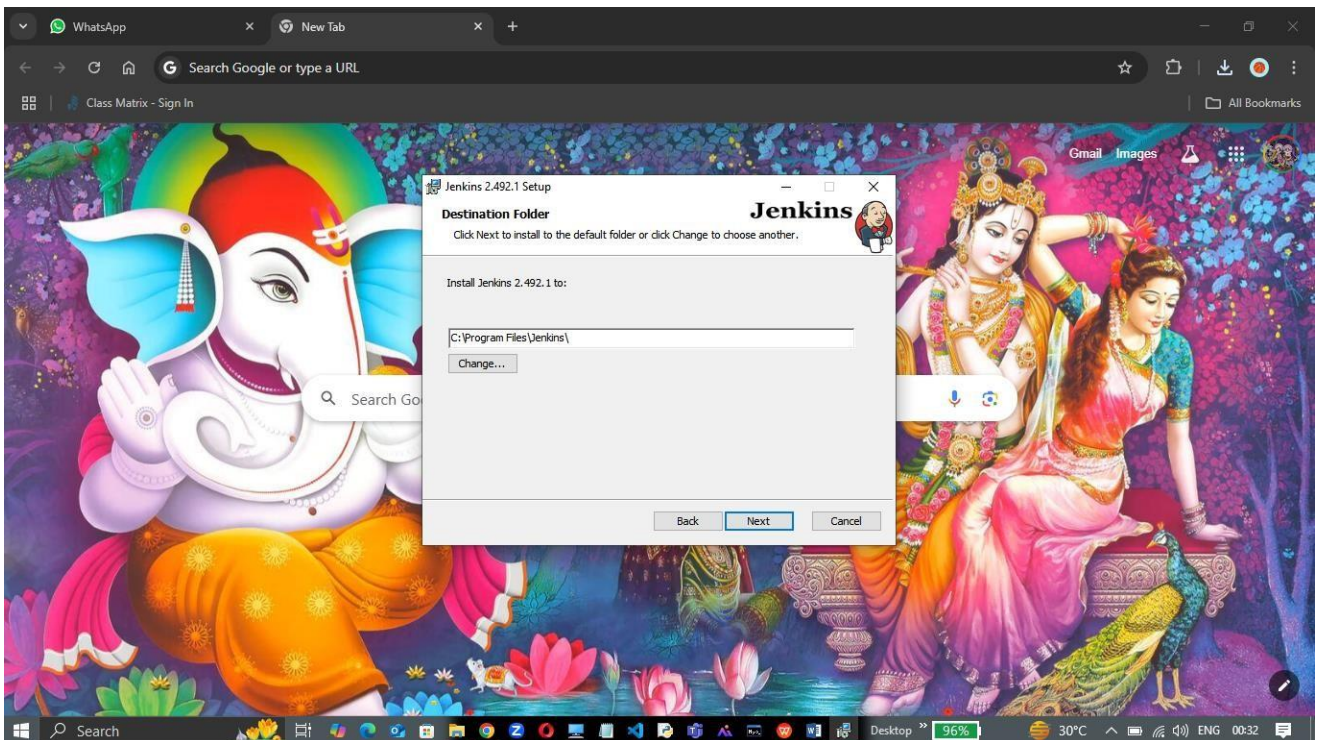 WhatsApp
New Tab
Search Google or type a URL
Class Matrix - Sign In
All Bookmarks
Gmail Images
Jenkins 2.492.1 Setup
Destination Folder
Jenkins
Click Next to install to the default folder or click Change to choose another.
Install Jenkins 2.492.1 to:
C:\Program Files\Jenkins\
Change...
Search Go
Back Next Cancel
Search
Desktop
96%
30°C
ENG 00:32